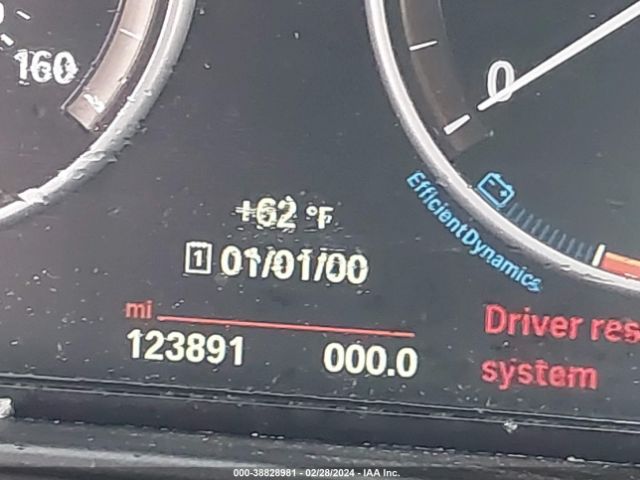 160
0
+62 °F
EfficientDynamics
1 01/01/00
mi
Driver res
123891 000.0
system
000-38828981 - 02/28/2024 - IAA Inc.